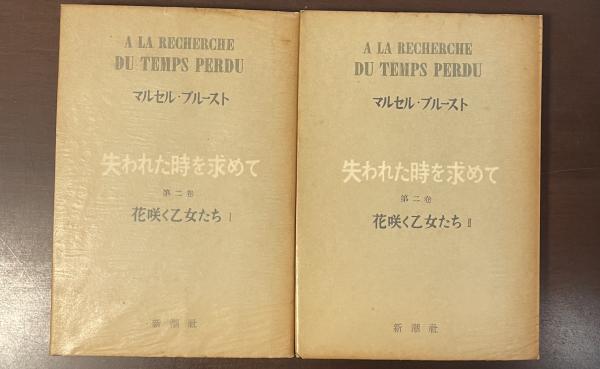 A LA RECHERCHE
DU TEMPS PERDU
マルセル・プルースト
失われた時を求めて
第二巻
花咲く乙女たち I
新潮社
A LA RECHERCHE
DU TEMPS PERDU
マルセル・プルースト
失われた時を求めて
第二巻
花咲く乙女たち II
新潮社